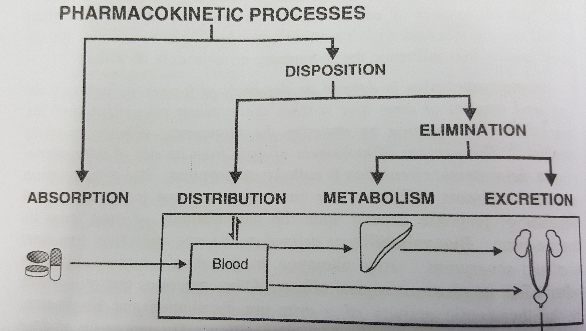 PHARMACOKINETIC PROCESSES
DISPOSITION
ELIMINATION
ABSORPTION DISTRIBUTION METABOLISM EXCRETION
Blood